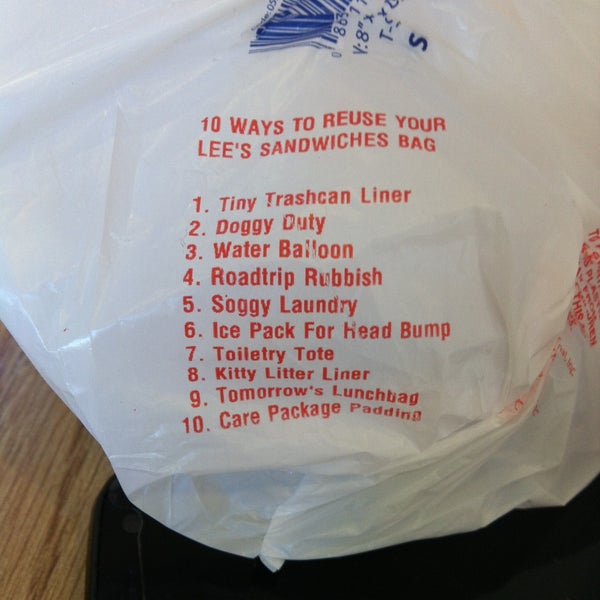 10 WAYS TO REUSE YOUR
LEE'S SANDWICHES BAG
1. Tiny Trashcan Liner
2. Doggy Duty
3. Water Balloon
4. Roadtrip Rubbish
5. Soggy Laundry
6. Ice Pack For Head Bump
7. Toiletry Tote
8. Kitty Litter Liner
9. Tomorrow's Lunchbag
10. Care Package Padding
S